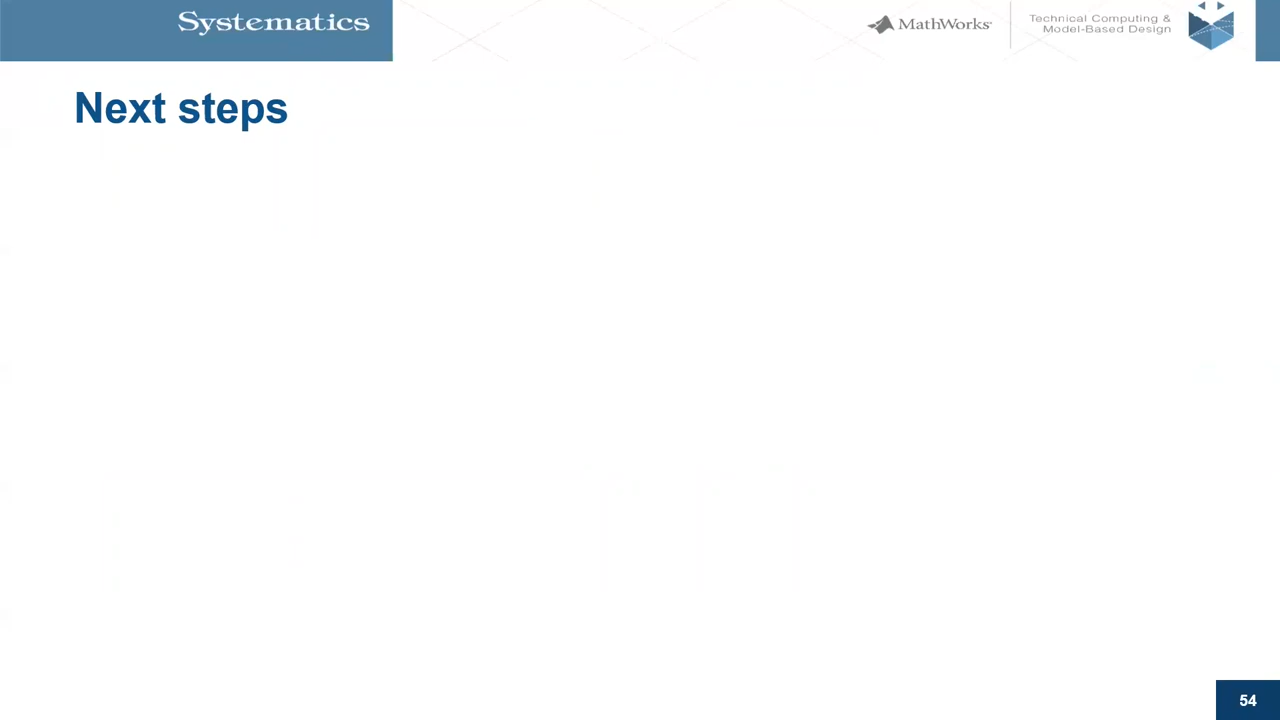 Systematics
MathWorks
Technical Computing &
Model-Based Design
Next steps
54